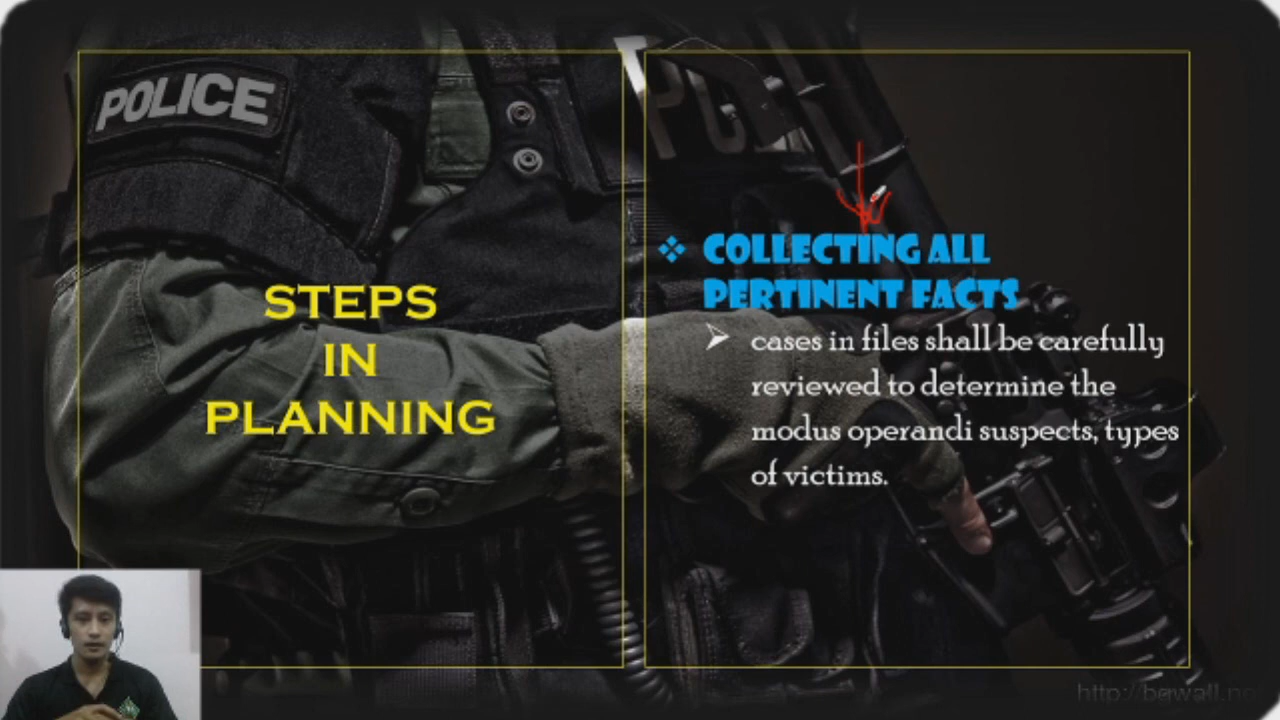 POLICE
STEPS
IN
PLANNING
COLLECTING ALL
PERTINENT FACTS
cases in files shall be carefully
reviewed to determine the
modus operandi suspects, types
of victims.